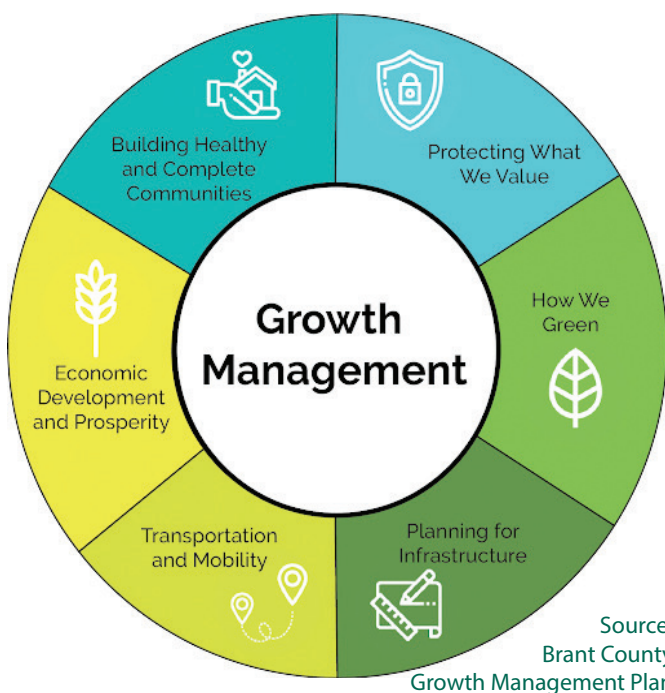 Building Healthy
and Complete
Communities
Protecting What
We Value
How We
Green
Planning for
Infrastructure
Transportation
and Mobility
Economic
Development
and Prosperity
Growth
Management
Source
Brant County
Growth Management Plan